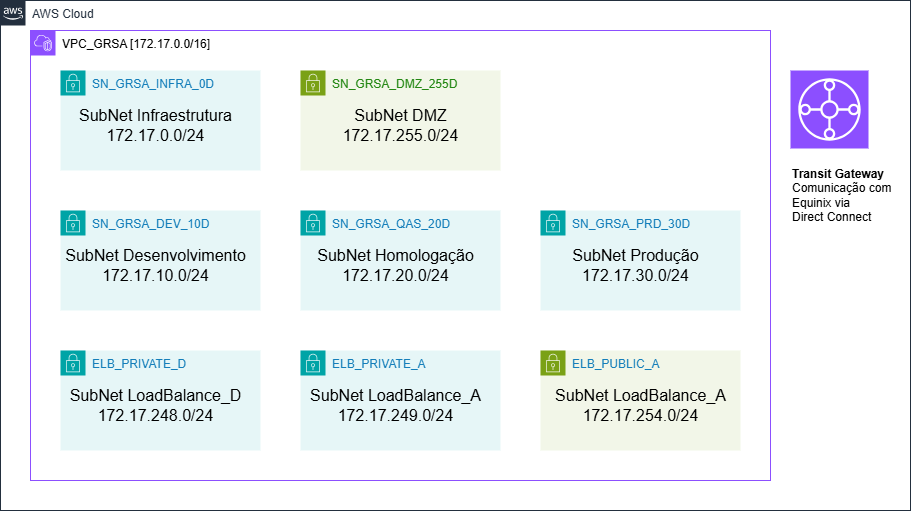 aws
AWS Cloud
VPC_GRSA [172.17.0.0/16]
SN_GRSA_INFRA_0D
SubNet Infraestrutura
172.17.0.0/24
SN_GRSA_DMZ_255D
SubNet DMZ
172.17.255.0/24
Transit Gateway
Comunicação com
Equinix via
Direct Connect
SN_GRSA_DEV_10D
SubNet Desenvolvimento
172.17.10.0/24
SN_GRSA_QAS_20D
SubNet Homologação
172.17.20.0/24
SN_GRSA_PRD_30D
SubNet Produção
172.17.30.0/24
ELB_PRIVATE_D
SubNet LoadBalance_D
172.17.248.0/24
ELB_PRIVATE_A
SubNet LoadBalance_A
172.17.249.0/24
ELB_PUBLIC_A
SubNet LoadBalance_A
172.17.254.0/24